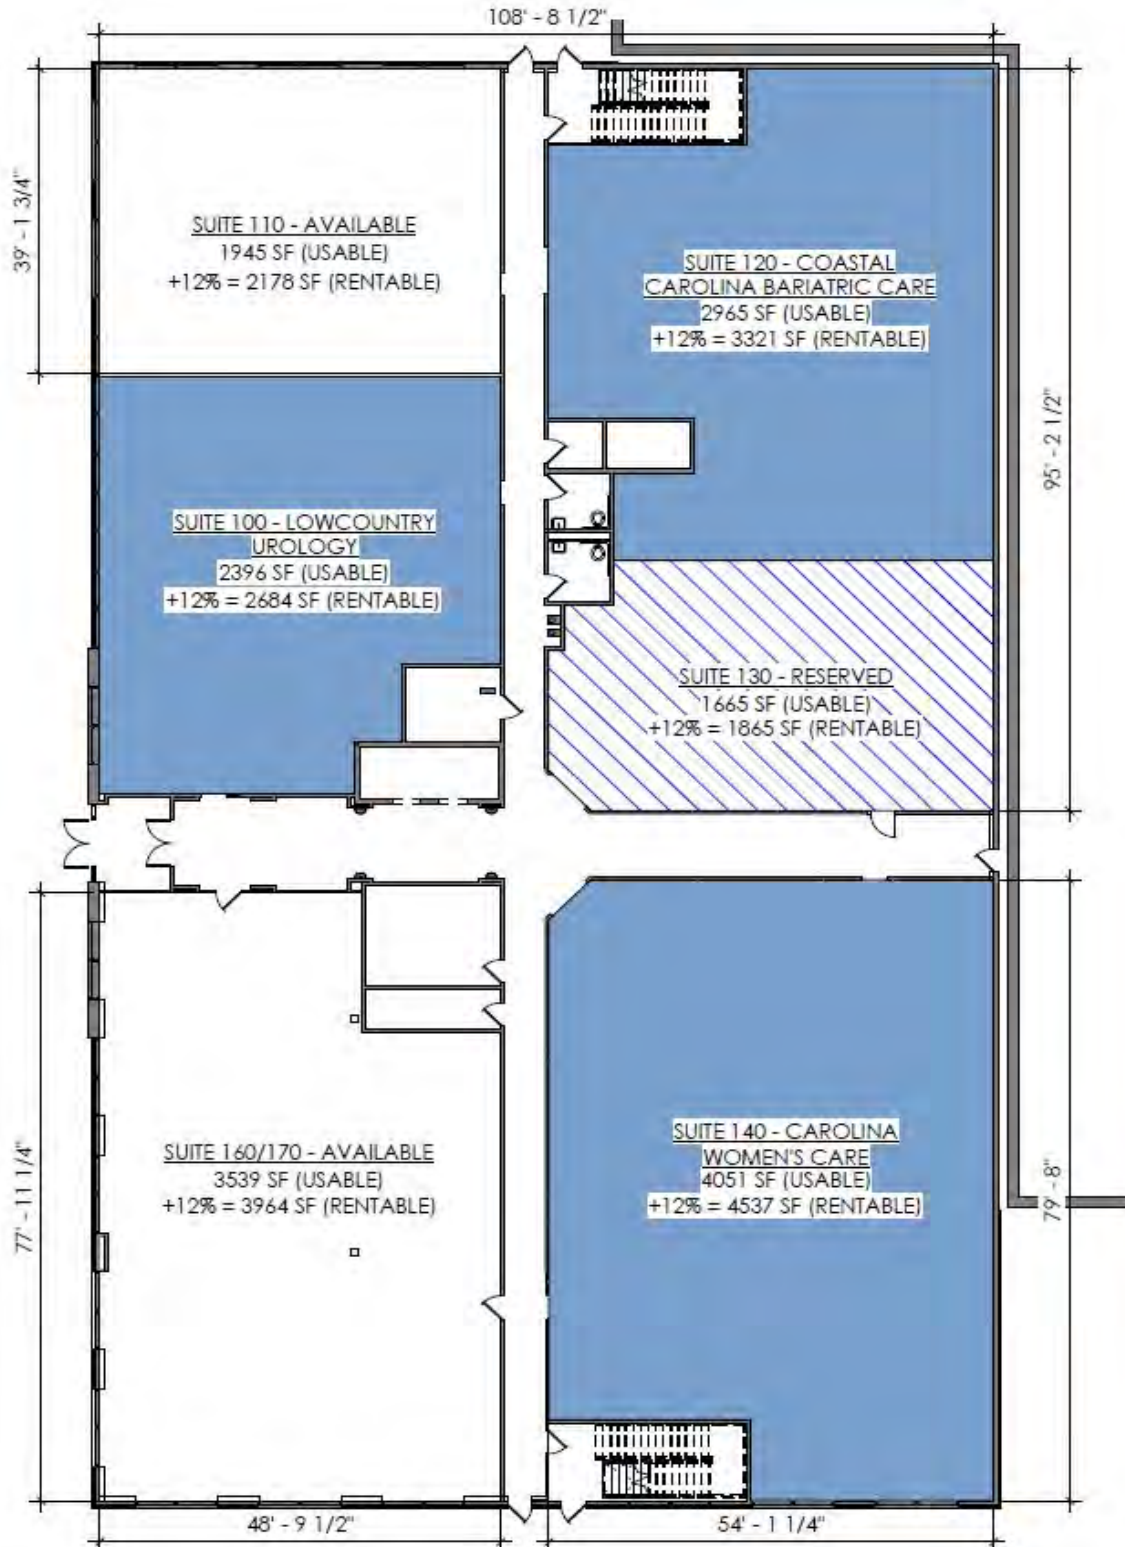 108' - 8 1/2"
39' - 1 3/4"
SUITE 110 - AVAILABLE
1945 SF (USABLE)
+12% = 2178 SF (RENTABLE)
SUITE 120 - COASTAL
CAROLINA BARIATRIC CARE
2965 SF (USABLE)
+12% = 3321 SF (RENTABLE)
95' - 2 1/2"
SUITE 100 - LOWCOUNTRY
UROLOGY
2396 SF (USABLE)
+12% = 2684 SF (RENTABLE)
SUITE 130 - RESERVED
1665 SF (USABLE)
+12% = 1865 SF (RENTABLE)
77' - 11 1/4"
SUITE 160/170 - AVAILABLE
3539 SF (USABLE)
+12% = 3964 SF (RENTABLE)
SUITE 140 - CAROLINA
WOMEN'S CARE
4051 SF (USABLE)
+12% = 4537 SF (RENTABLE)
79' - 8"
48' - 9 1/2"
54' - 1 1/4"